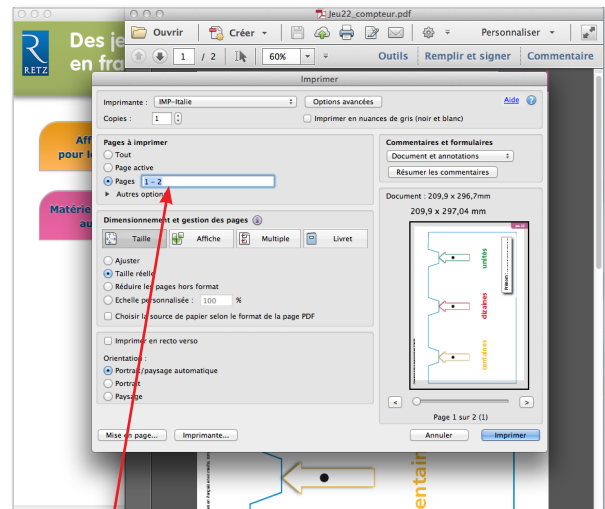 Jeu22_compteur.pdf
Ouvrir Créer Personnaliser
1 / 2 60% Outils Remplir et signer Commentaire
Des je
en fra
RETZ
Aff
pour l
Matérie
au
Imprimer
Imprimante : IMP-Italie Options avancées Aide ?
Copies : 1 Imprimer en nuances de gris (noir et blanc)
Pages à imprimer
Tout
Page active
Pages 1 - 2
Autres options
Commentaires et formulaires
Document et annotations
Résumer les commentaires
Dimensionnement et gestion des pages i
Taille Affiche Multiple Livret
Ajuster
Taille réelle
Réduire les pages hors format
Echelle personnalisée : 100 %
Choisir la source de papier selon le format de la page PDF
Imprimer en recto verso
Orientation :
Portrait/paysage automatique
Portrait
Paysage
Document : 209,9 x 296,7mm
209,9 x 297,04 mm
unités
dizaines
centaines
< >
Page 1 sur 2 (1)
Mise en page... Imprimante... Annuler Imprimer
entain